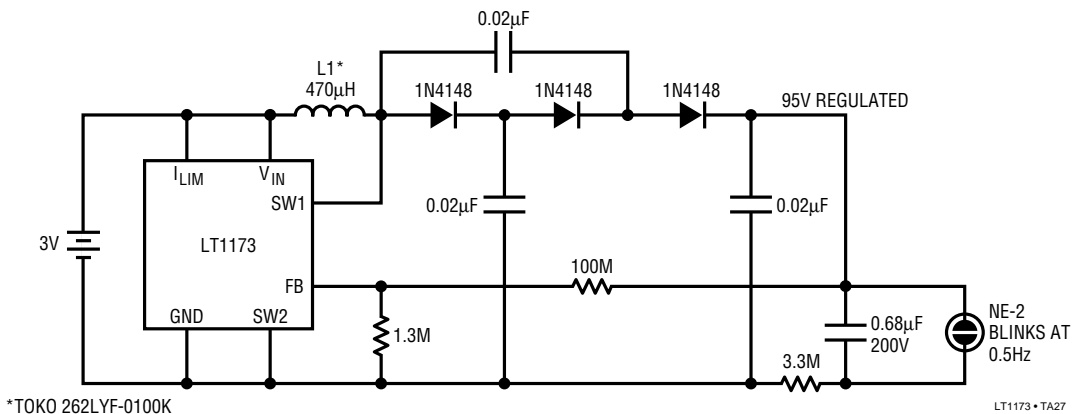 0.02µF
L1*
470µH
1N4148
1N4148
1N4148
95V REGULATED
ILIM
VIN
SW1
0.02µF
0.02µF
3V
LT1173
100M
FB
GND
SW2
1.3M
0.68µF
200V
NE-2
BLINKS AT
0.5Hz
3.3M
*TOKO 262LYF-0100K
LT1173 • TA27